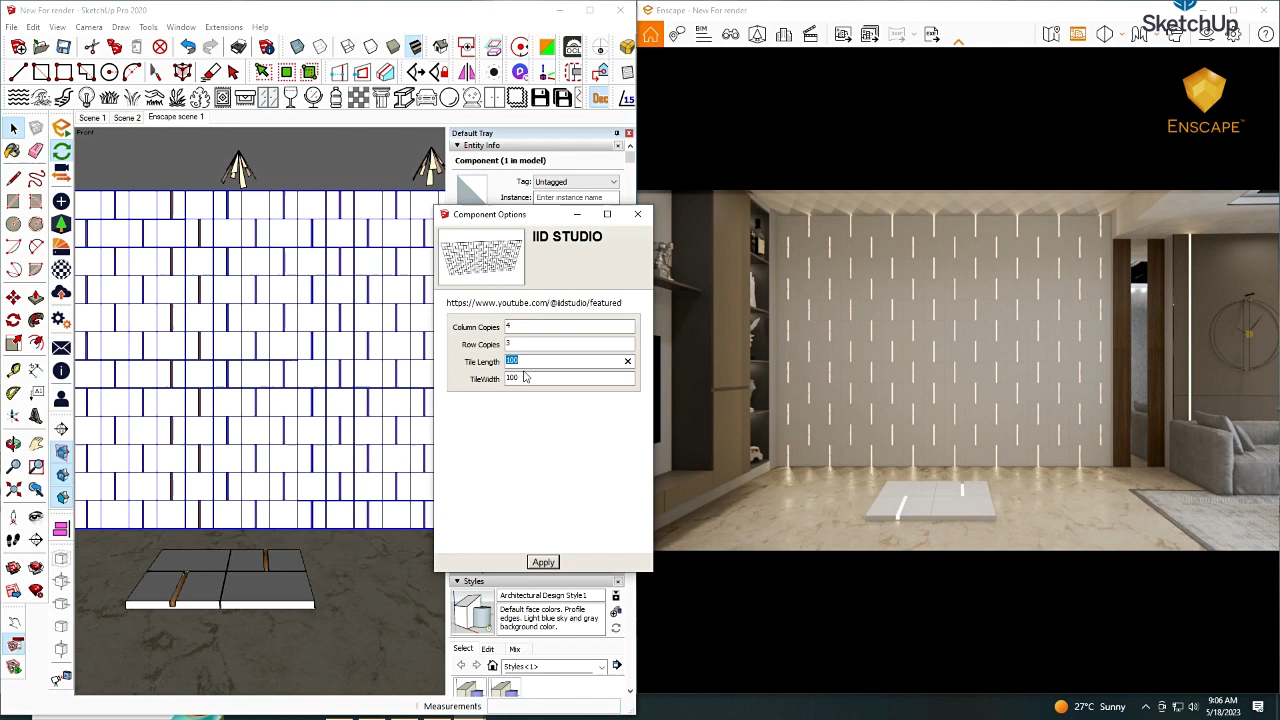 New For render - SketchUp Pro 2020
Enscape - New For render
File Edit View Camera Draw Tools Window Extensions Help
SketchUp
BIM
EXE
Dec
15
Scene 1 Scene 2 Enscape scene 1
Front
Default Tray
Entity Info
Component (1 in model)
Tag: Untagged
Instance: Enter instance name
ENSCAPE
Component Options
IID STUDIO
https://www.youtube.com/@iidstudio/featured
Column Copies 4
Row Copies 3
Tile Length 100
TileWidth 100
Apply
Styles
Architectural Design Style1
Default face colors. Profile
edges. Light blue sky and gray
background color.
Select Edit Mix
Styles<1>
Measurements
27°C Sunny
9:06 AM
5/18/2023